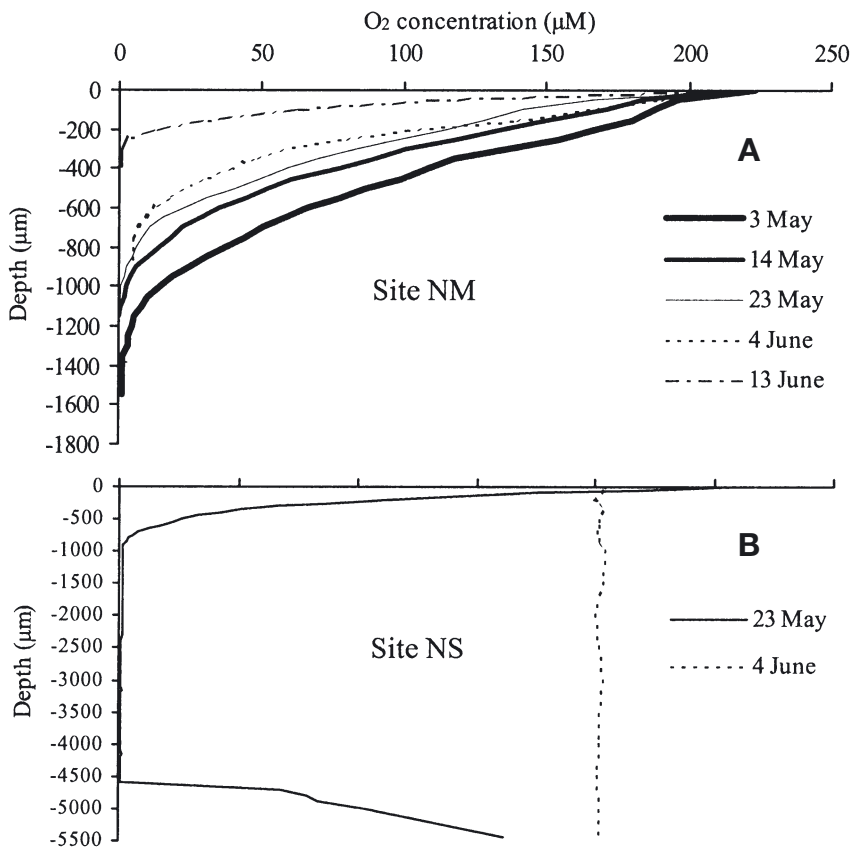 O2 concentration (μM)
0 50 100 150 200 250
0
-200
-400
-600
-800
-1000
-1200
-1400
-1600
-1800
Depth (μm)
A
3 May
14 May
23 May
4 June
13 June
Site NM
0
-500
-1000
-1500
-2000
-2500
-3000
-3500
-4000
-4500
-5000
-5500
Depth (μm)
B
23 May
4 June
Site NS